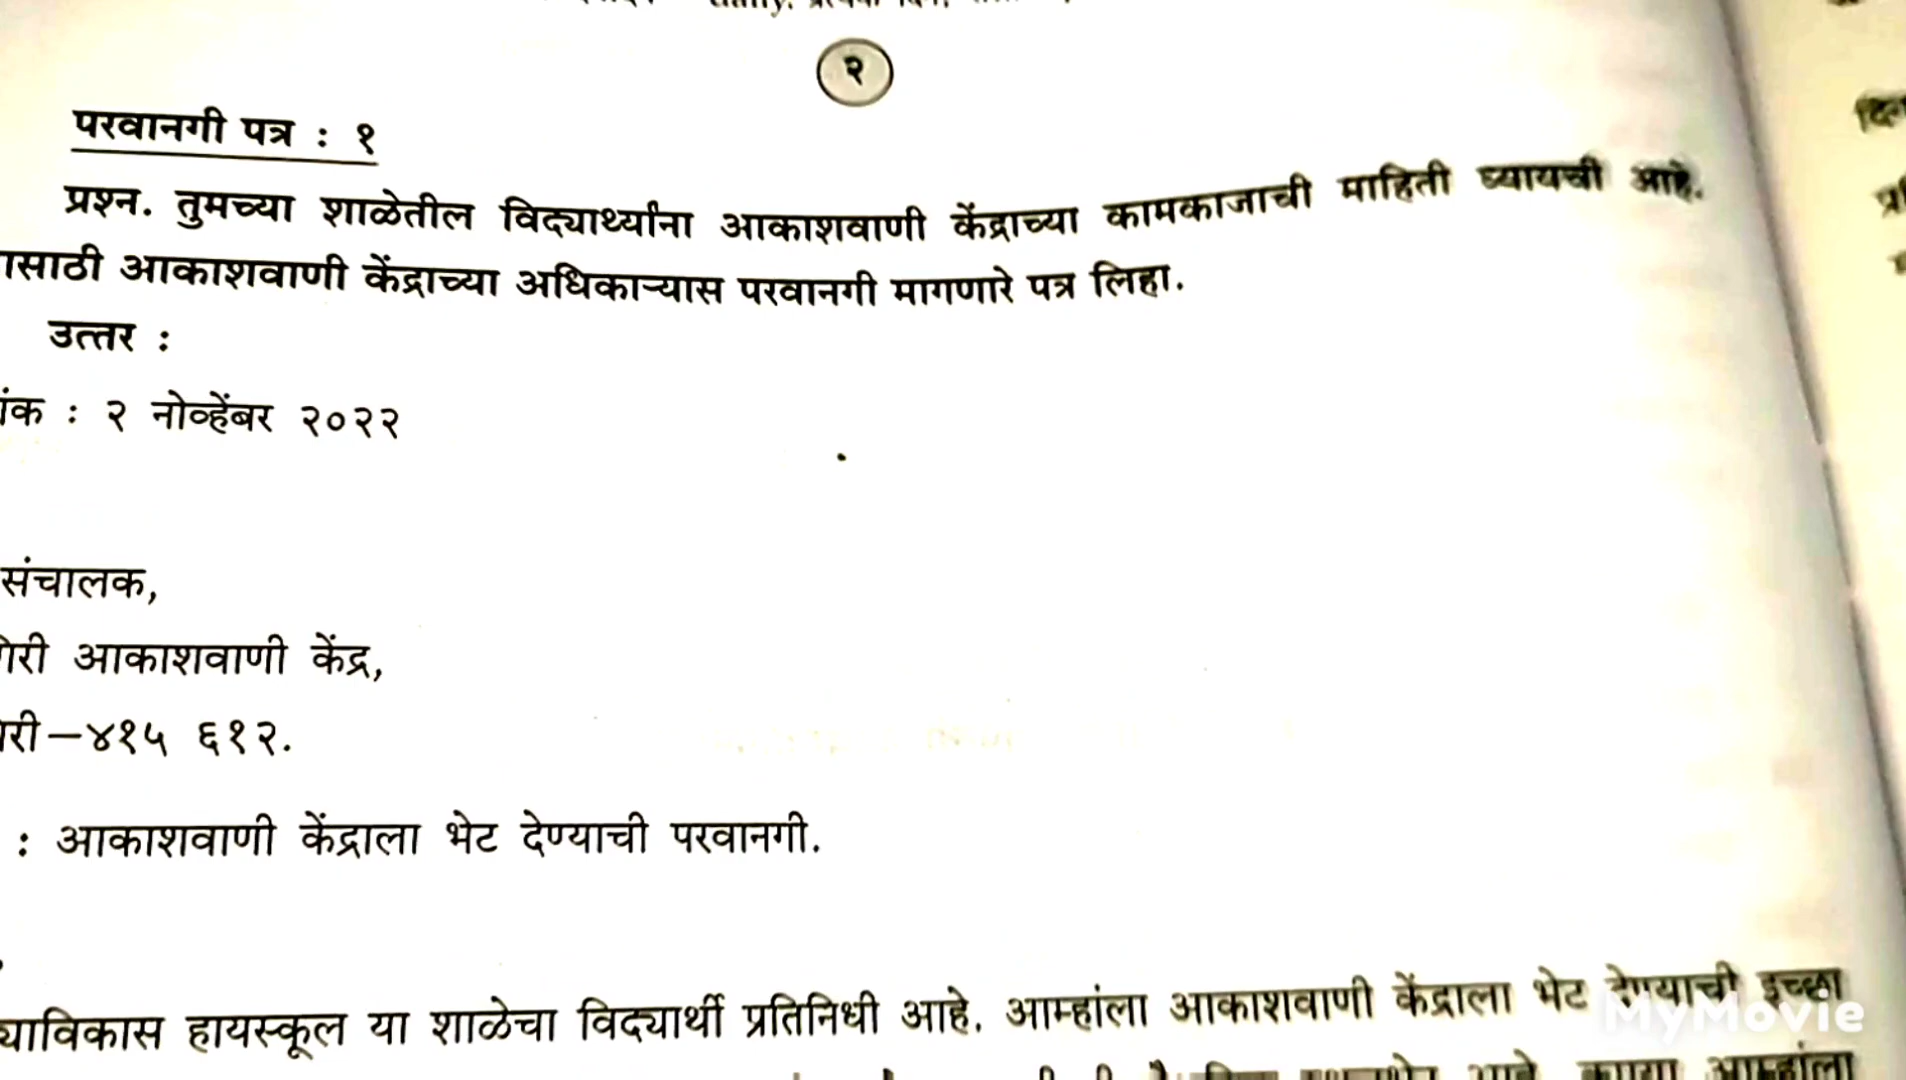 २
परवानगी पत्र : १
प्रश्न. तुमच्या शाळेतील विद्यार्थ्यांना आकाशवाणी केंद्राच्या कामकाजाची माहिती घ्यायची आहे.
ासाठी आकाशवाणी केंद्राच्या अधिकाऱ्यास परवानगी मागणारे पत्र लिहा.
उत्तर :
ांक : २ नोव्हेंबर २०२२
संचालक,
गिरी आकाशवाणी केंद्र,
गिरी – ४१५ ६१२.
: आकाशवाणी केंद्राला भेट देण्याची परवानगी.
्याविकास हायस्कूल या शाळेचा विद्यार्थी प्रतिनिधी आहे. आम्हांला आकाशवाणी केंद्राला भेट देण्याची इच्छा
MyMovie